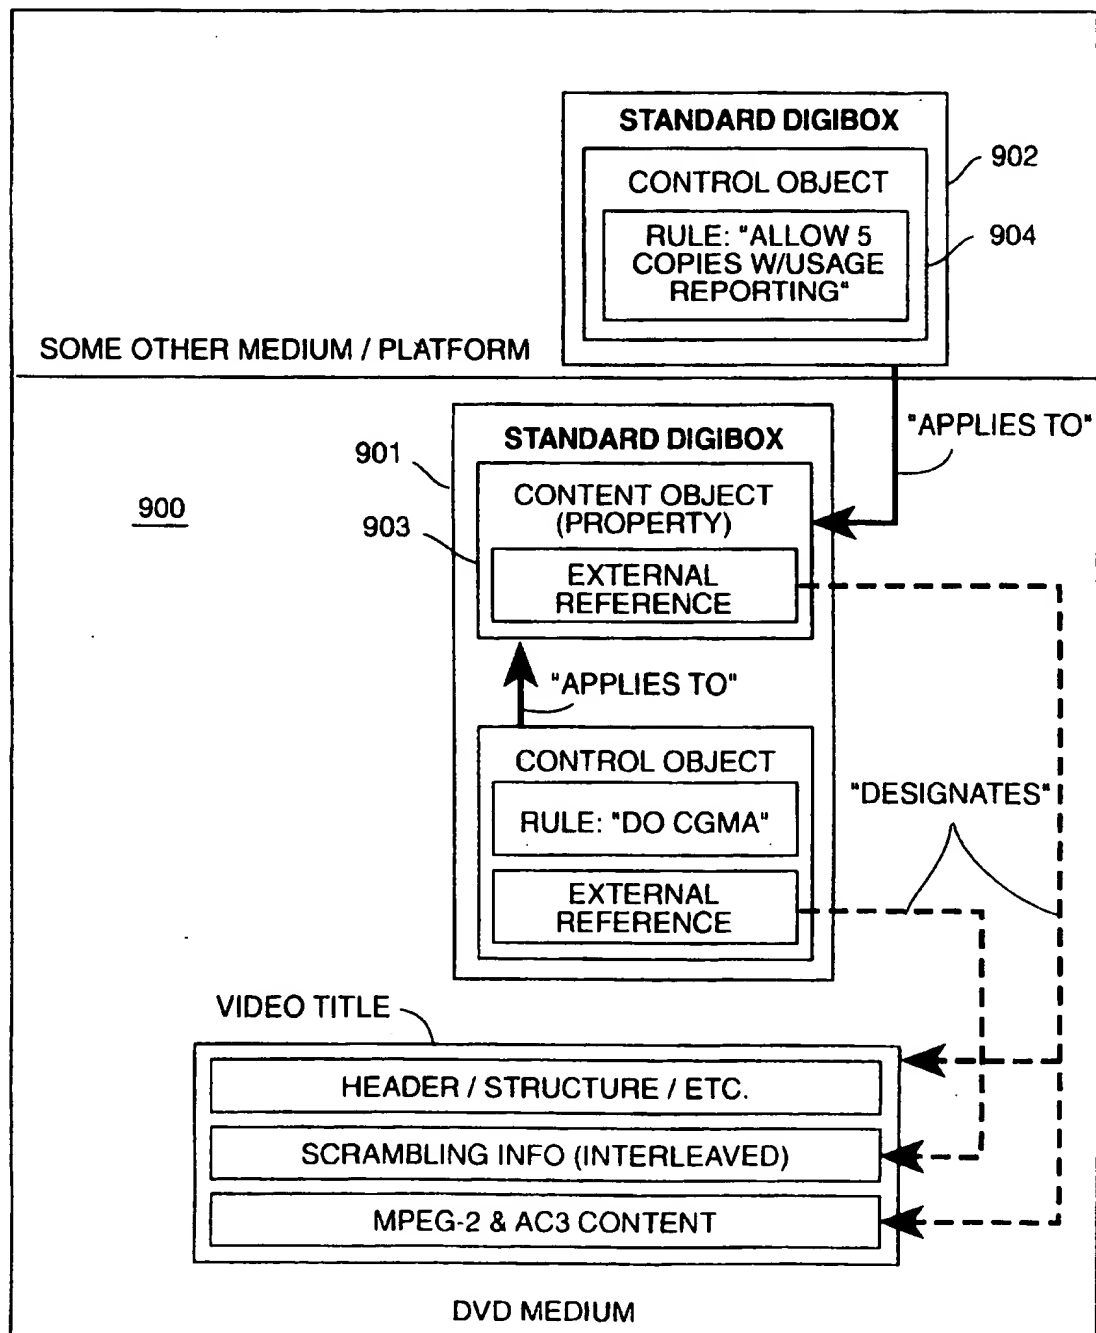 STANDARD DIGIBOX
902
CONTROL OBJECT
RULE: "ALLOW 5
COPIES W/USAGE
REPORTING"
904
SOME OTHER MEDIUM / PLATFORM
"APPLIES TO"
STANDARD DIGIBOX
901
CONTENT OBJECT
(PROPERTY)
900
903
EXTERNAL
REFERENCE
"APPLIES TO"
CONTROL OBJECT
"DESIGNATES"
RULE: "DO CGMA"
EXTERNAL
REFERENCE
VIDEO TITLE
HEADER / STRUCTURE / ETC.
SCRAMBLING INFO (INTERLEAVED)
MPEG-2 & AC3 CONTENT
DVD MEDIUM